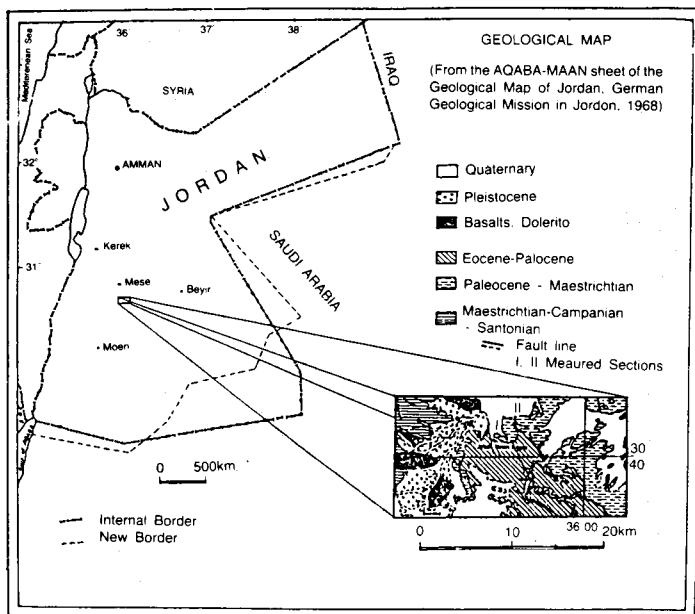 36 37 38
GEOLOGICAL MAP
(From the AQABA-MAAN sheet of the
Geological Map of Jordan, German
Geological Mission in Jordon, 1968)
Mediterranean Sea
SYRIA
IRAQ
32
AMMAN
JORDAN
SAUDI ARABIA
Kerek
31
Mese
Beyir
Moen
Quaternary
Pleistocene
Basalts. Dolerito
Eocene-Palocene
Paleocene - Maestrichtian
Maestrichtian-Campanian
- Santonian
Fault line
I. II Meaured Sections
I II
30
40
0 500km
0 10 36 00 20km
Internal Border
New Border